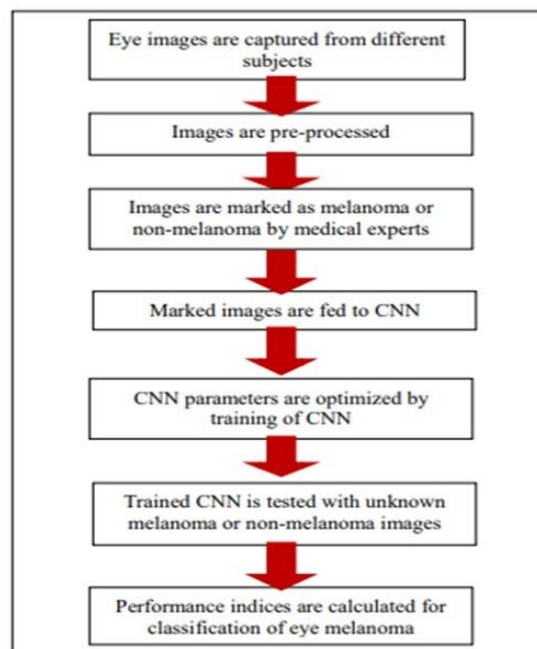 Eye images are captured from different
subjects
Images are pre-processed
Images are marked as melanoma or
non-melanoma by medical experts
Marked images are fed to CNN
CNN parameters are optimized by
training of CNN
Trained CNN is tested with unknown
melanoma or non-melanoma images
Performance indices are calculated for
classification of eye melanoma